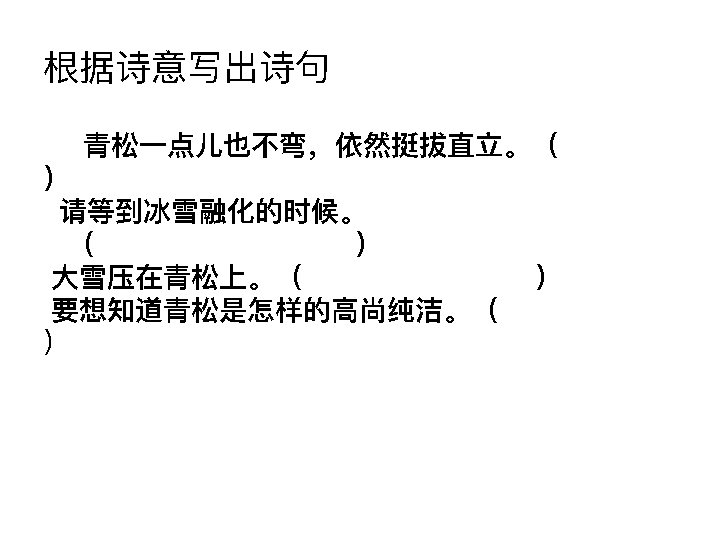 根据诗意写出诗句
青松一点儿也不弯，依然挺拔直立。（
）
请等到冰雪融化的时候。
（ ）
大雪压在青松上。（ ）
要想知道青松是怎样的高尚纯洁。（
）